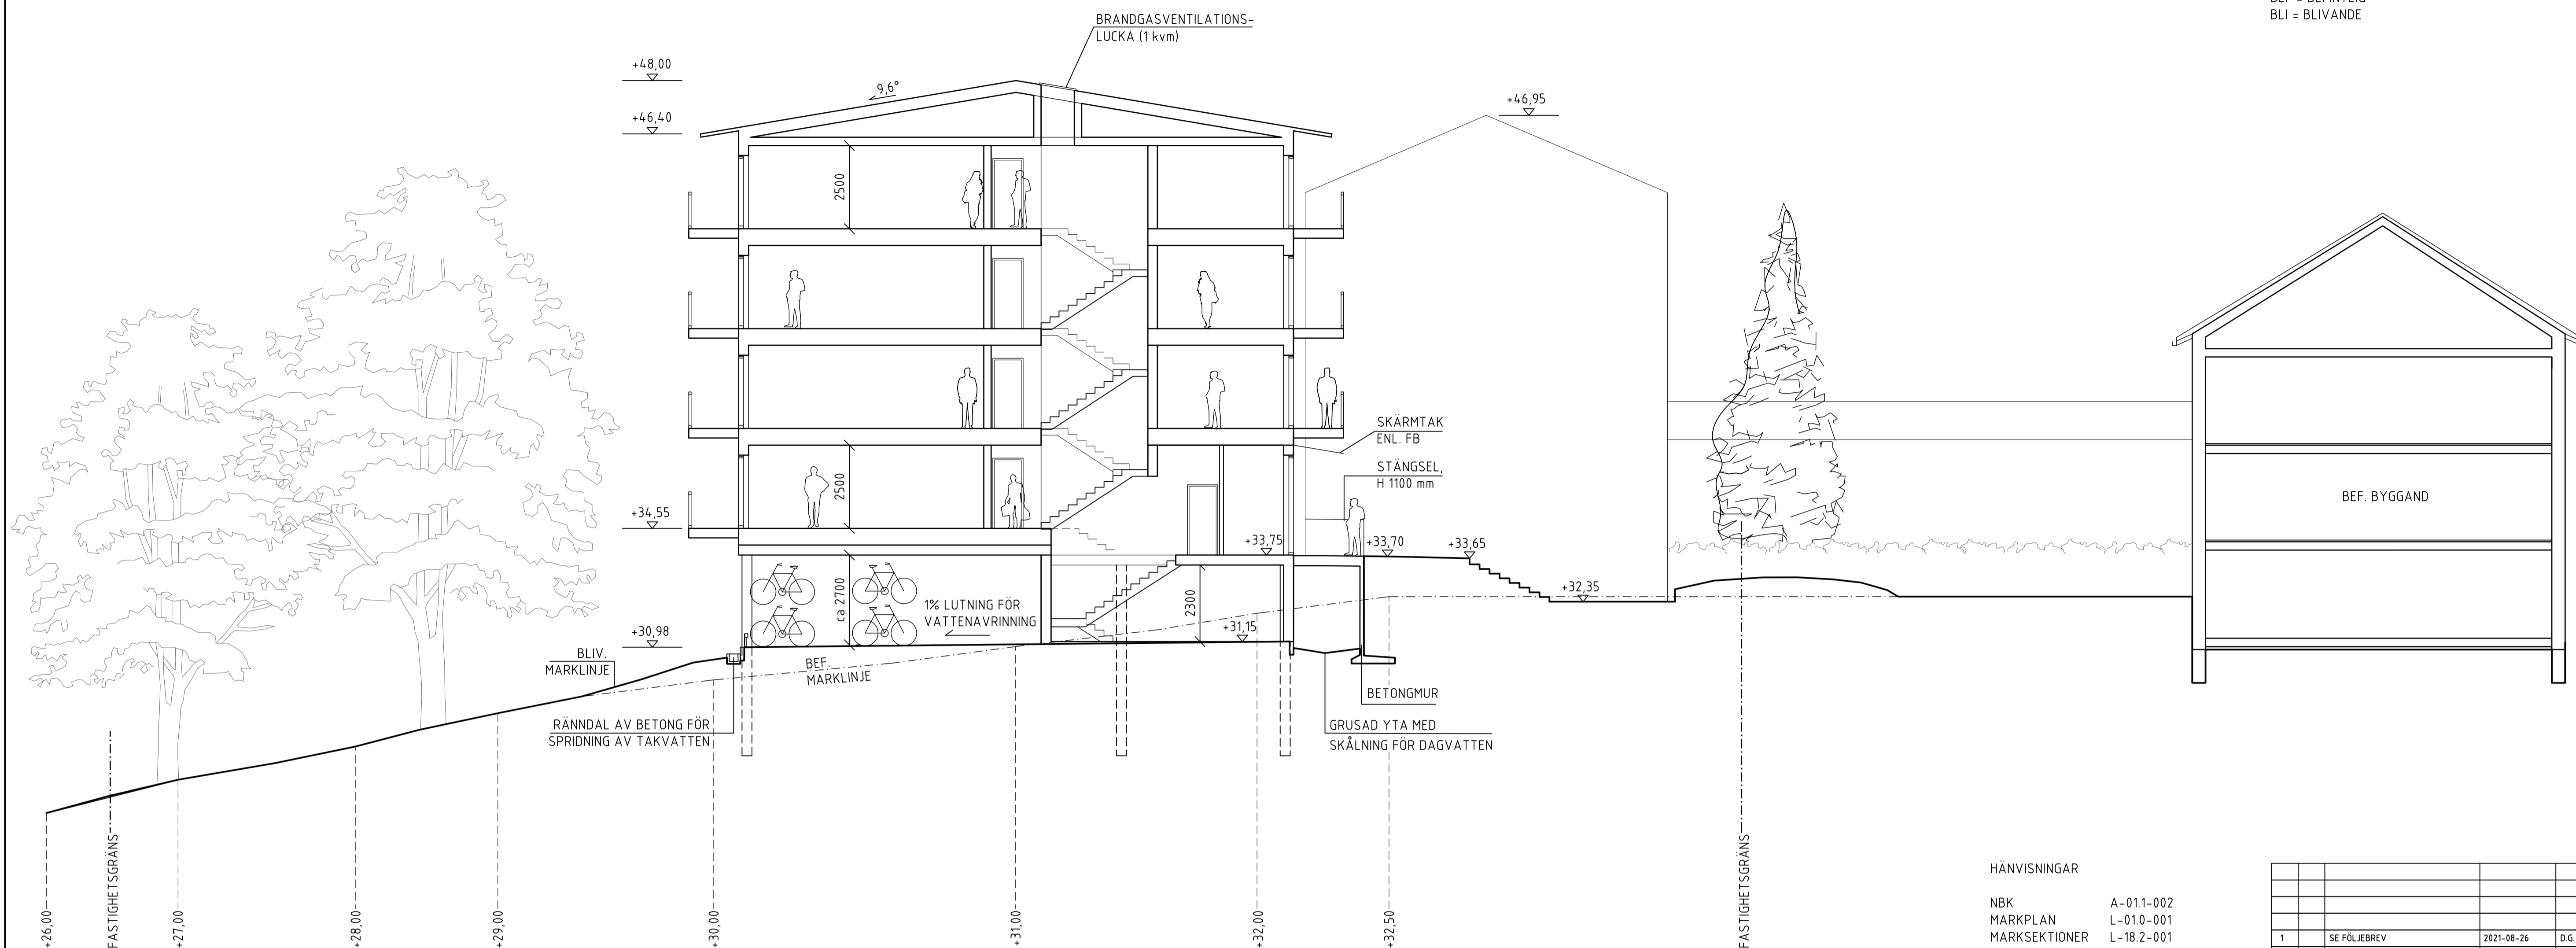 BLI = BLIVANDE
BRANDGASVENTILATIONS-
LUCKA (1 kvm)
+48,00
9,6°
+46,40
+46,95
2500
SKÄRMTAK
ENL. FB
STÄNGSEL,
H 1100 mm
2500
BEF. BYGGAND
+34,55
+33,75
+33,70
+33,65
ca 2700
1% LUTNING FÖR
VATTENAVRINNING
2300
+32,35
+30,98
+31,15
BLIV.
MARKLINJE
BEF.
MARKLINJE
BETONGMUR
RÄNNDAL AV BETONG FÖR
SPRIDNING AV TAKVATTEN
GRUSAD YTA MED
SKÅLNING FÖR DAGVATTEN
+26,00
FASTIGHETSGRÄNS
+27,00
+28,00
+29,00
+30,00
+31,00
+32,00
+32,50
FASTIGHETSGRÄNS
HÄNVISNINGAR
NBK A-01.1-002
MARKPLAN L-01.0-001
MARKSEKTIONER L-18.2-001
1 SE FÖLJEBREV 2021-08-26 D.G.